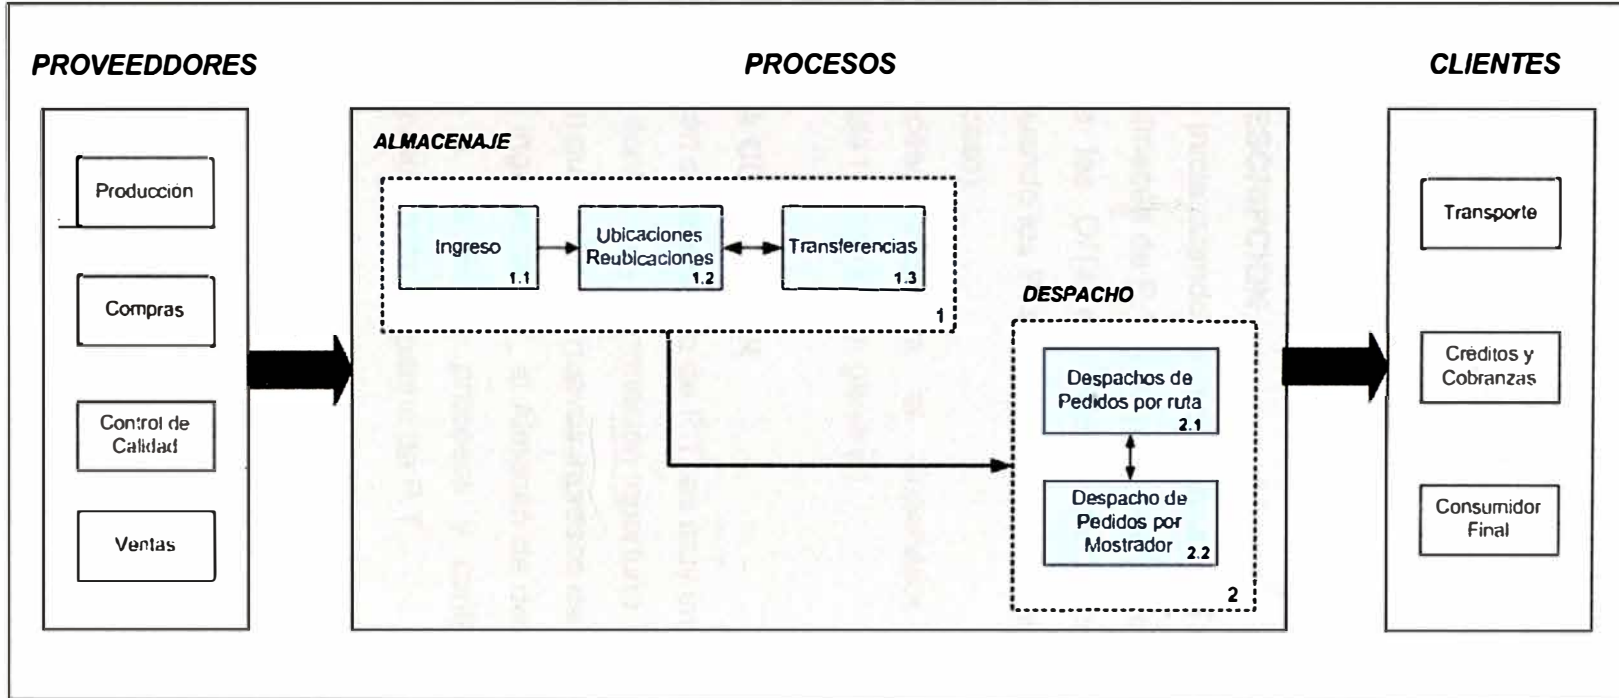 PROVEEDDORES
PROCESOS
CLIENTES
Producción
Compras
Control de
Calidad
Ventas
ALMACENAJE
Ingreso
1.1
Ubicaciones
Reubicaciones
1.2
Transferencias
1.3
1
DESPACHO
Despachos de
Pedidos por ruta
2.1
Despacho de
Pedidos por
Mostrador
2.2
2
Transporte
Créditos y
Cobranzas
Consumidor
Final